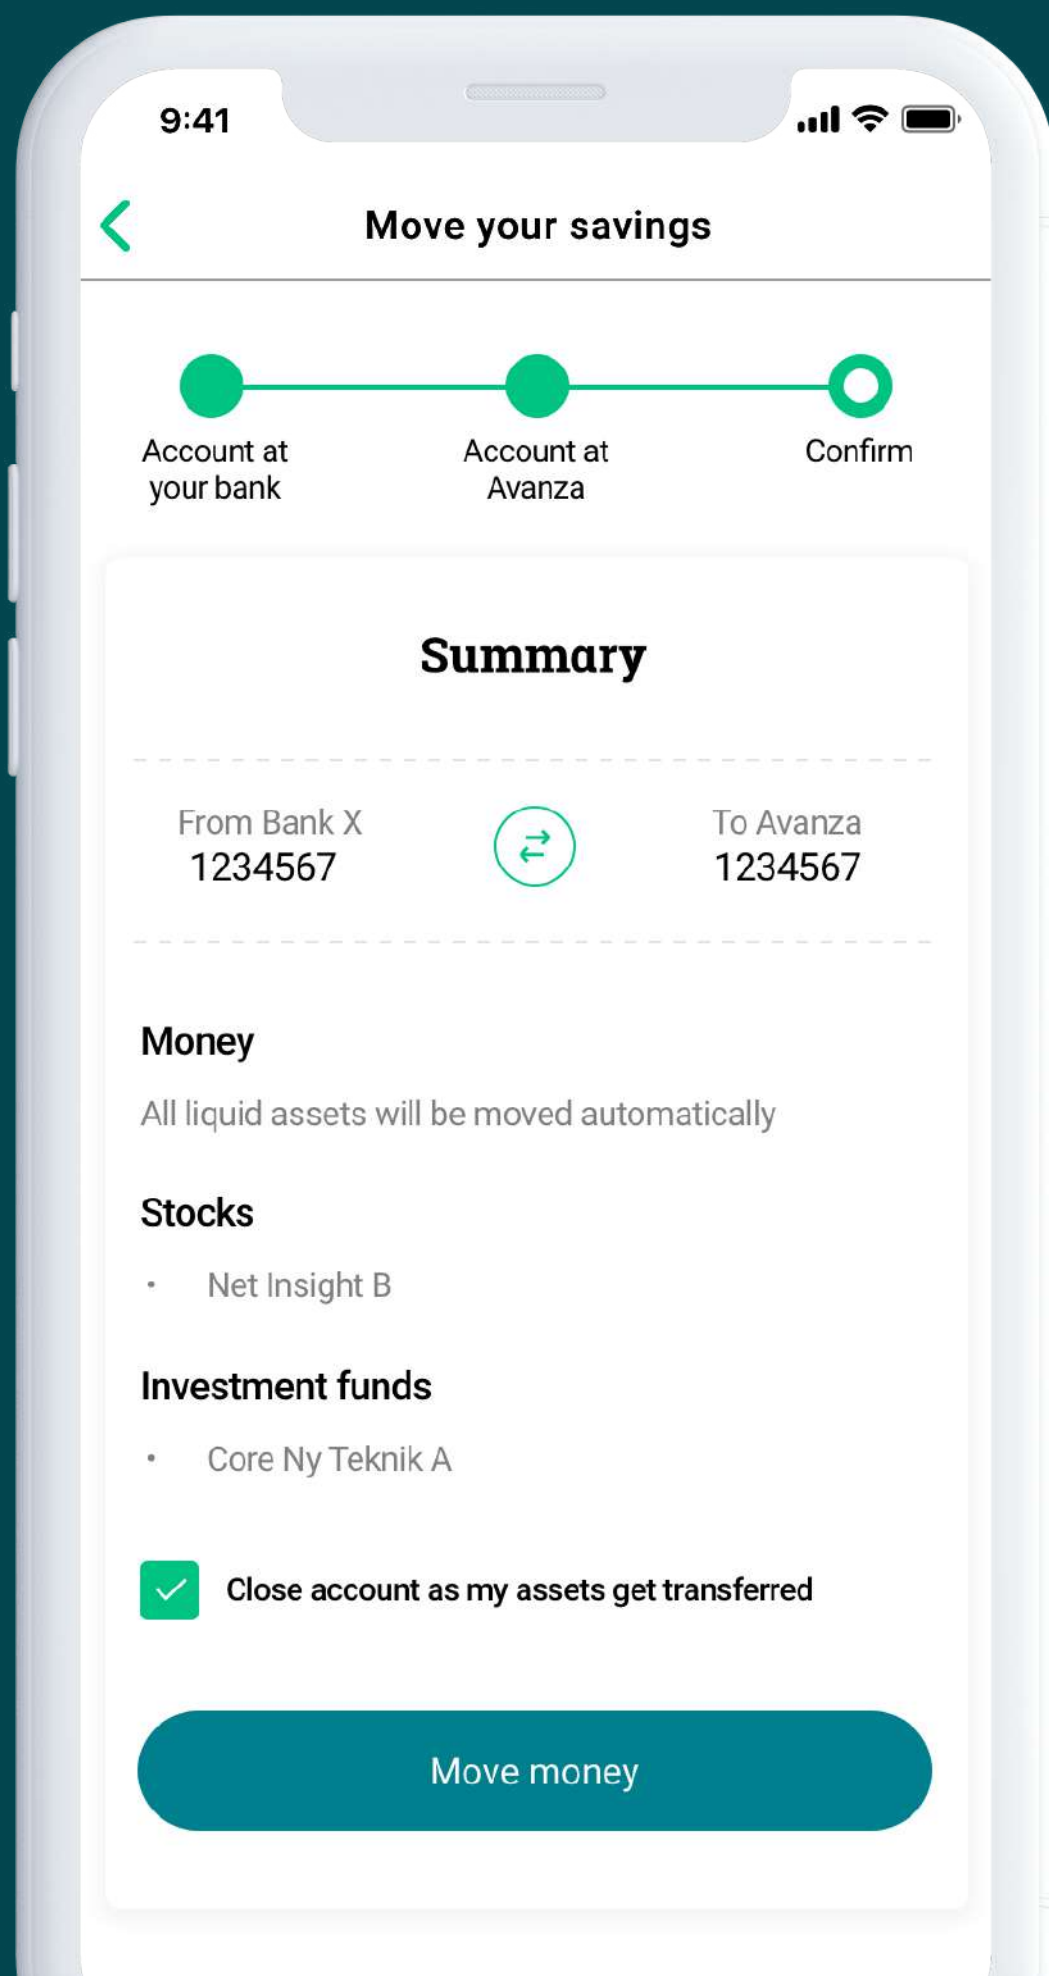 9:41
Move your savings
Account at
your bank
Account at
Avanza
Confirm
Summary
From Bank X
1234567
To Avanza
1234567
Money
All liquid assets will be moved automatically
Stocks
• Net Insight B
Investment funds
• Core Ny Teknik A
Close account as my assets get transferred
Move money